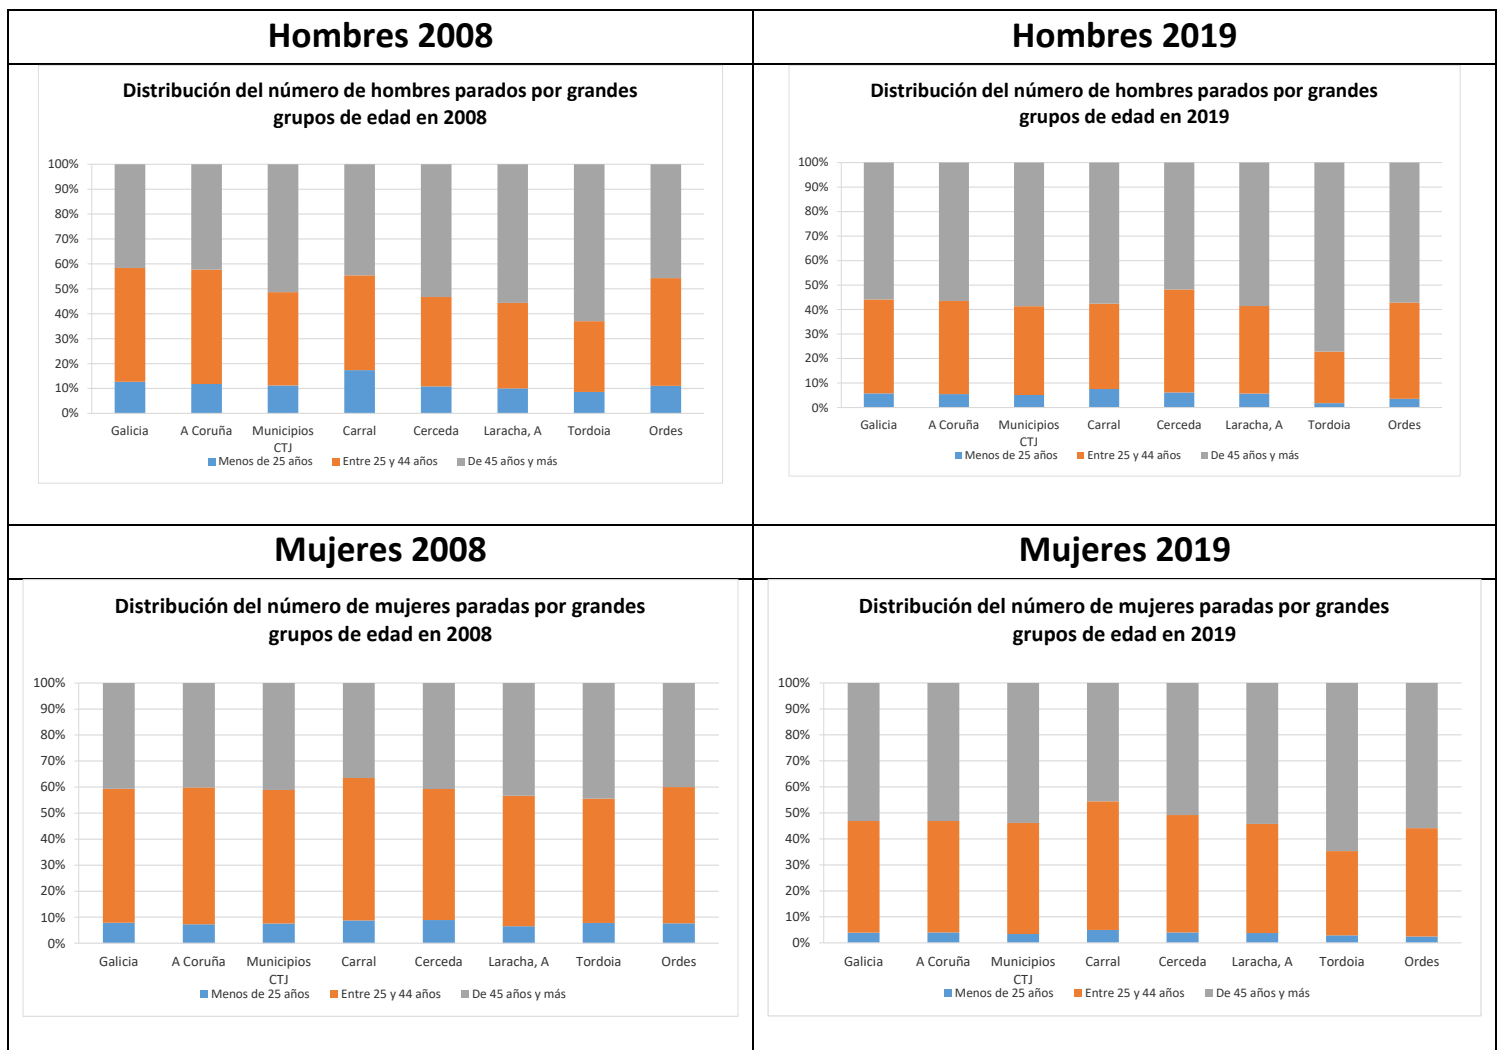 Hombres 2008
Hombres 2019
Distribución del número de hombres parados por grandes
grupos de edad en 2008
100%
90%
80%
70%
60%
50%
40%
30%
20%
10%
0%
Galicia A Coruña Municipios CTJ Carral Cerceda Laracha, A Tordoia Ordes
Menos de 25 años Entre 25 y 44 años De 45 años y más
Distribución del número de hombres parados por grandes
grupos de edad en 2019
100%
90%
80%
70%
60%
50%
40%
30%
20%
10%
0%
Galicia A Coruña Municipios CTJ Carral Cerceda Laracha, A Tordoia Ordes
Menos de 25 años Entre 25 y 44 años De 45 años y más
Mujeres 2008
Mujeres 2019
Distribución del número de mujeres paradas por grandes
grupos de edad en 2008
100%
90%
80%
70%
60%
50%
40%
30%
20%
10%
0%
Galicia A Coruña Municipios CTJ Carral Cerceda Laracha, A Tordoia Ordes
Menos de 25 años Entre 25 y 44 años De 45 años y más
Distribución del número de mujeres paradas por grandes
grupos de edad en 2019
100%
90%
80%
70%
60%
50%
40%
30%
20%
10%
0%
Galicia A Coruña Municipios CTJ Carral Cerceda Laracha, A Tordoia Ordes
Menos de 25 años Entre 25 y 44 años De 45 años y más